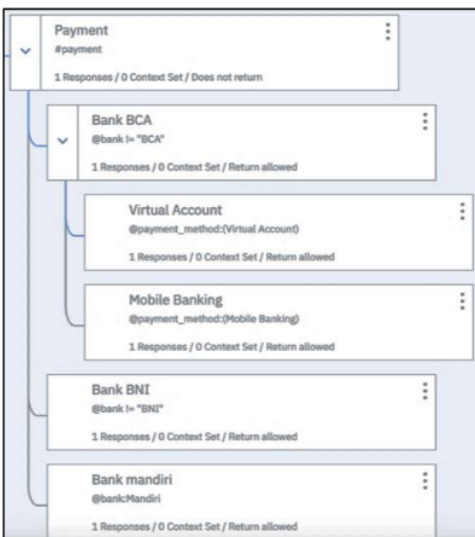 Payment
#payment
1 Responses / 0 Context Set / Does not return
Bank BCA
@bank != "BCA"
1 Responses / 0 Context Set / Return allowed
Virtual Account
@payment_method:(Virtual Account)
1 Responses / 0 Context Set / Return allowed
Mobile Banking
@payment_method:(Mobile Banking)
1 Responses / 0 Context Set / Return allowed
Bank BNI
@bank != "BNI"
1 Responses / 0 Context Set / Return allowed
Bank mandiri
@bank:Mandiri
1 Responses / 0 Context Set / Return allowed